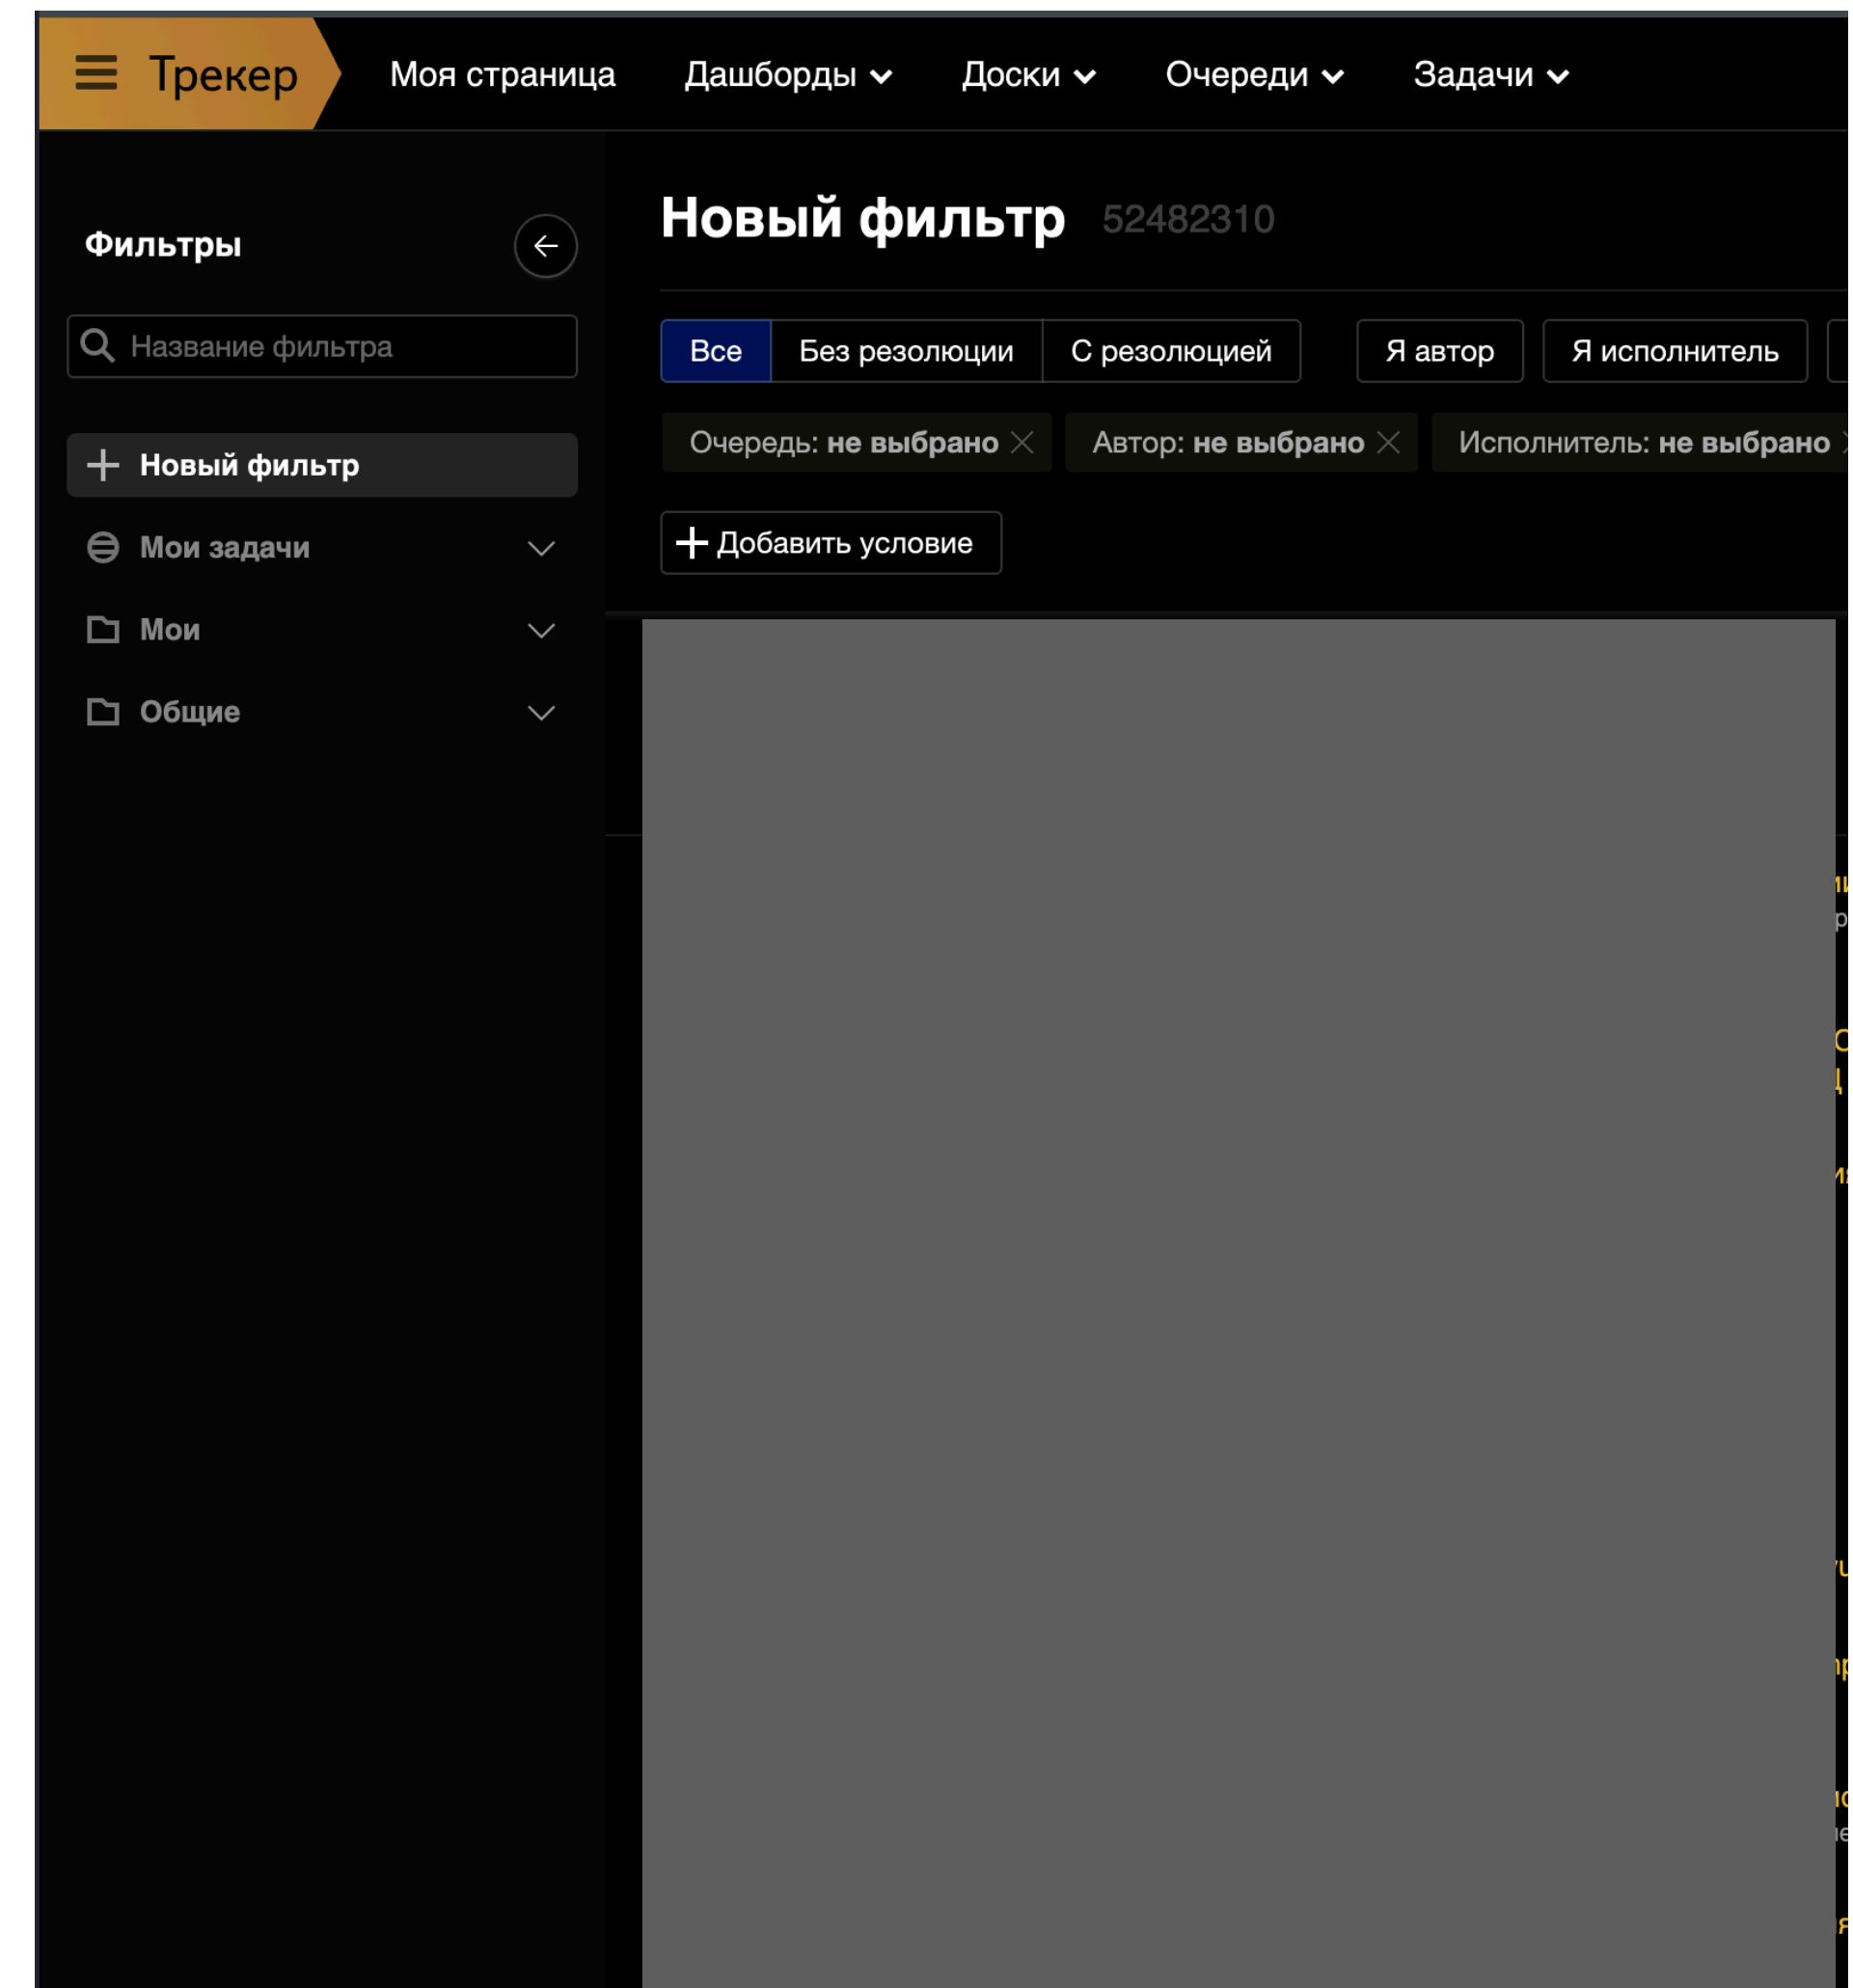 Трекер Моя страница Дашборды Доски Очереди Задачи
Фильтры
Название фильтра
Новый фильтр
Мои задачи
Мои
Общие
Новый фильтр 52482310
Все Без резолюции С резолюцией Я автор Я исполнитель
Очередь: не выбрано Автор: не выбрано Исполнитель: не выбрано
Добавить условие